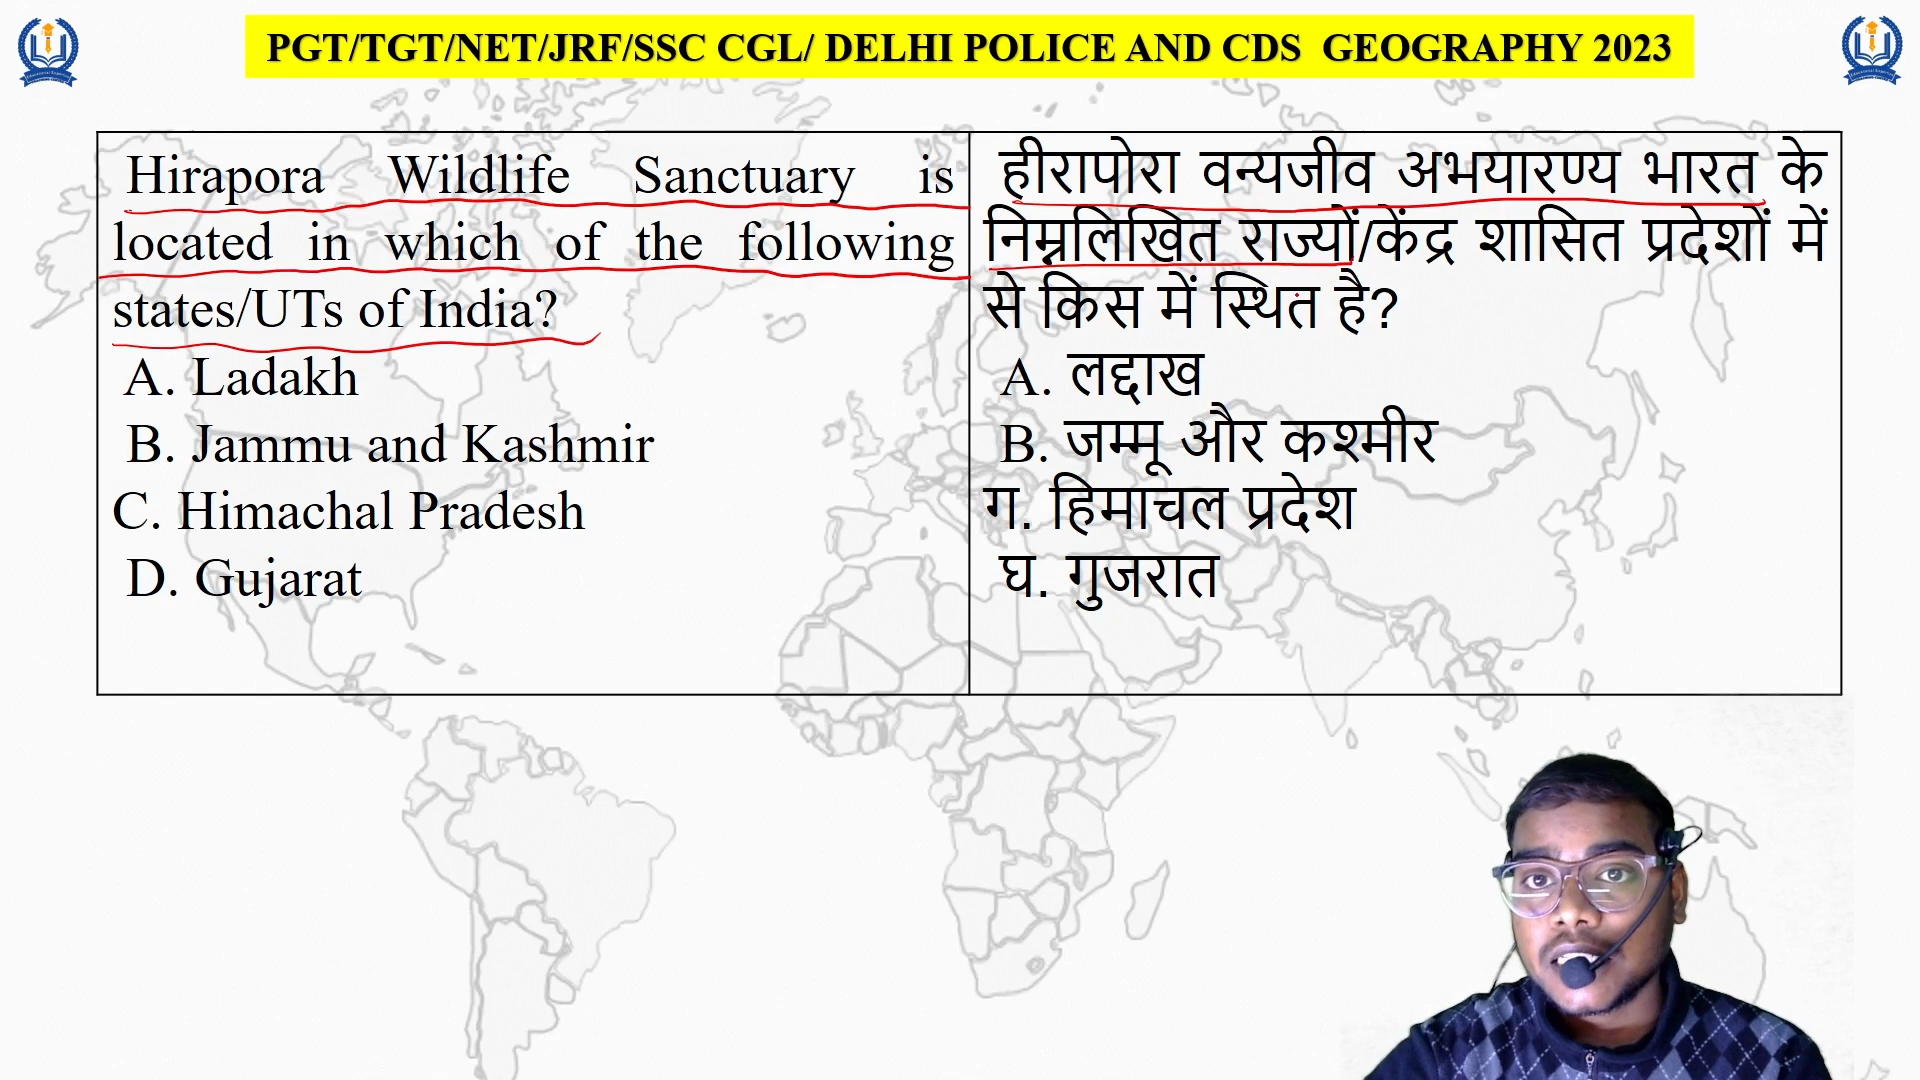 PGT/TGT/NET/JRF/SSC CGL/ DELHI POLICE AND CDS GEOGRAPHY 2023
Hirapora Wildlife Sanctuary is
located in which of the following
states/UTs of India?
A. Ladakh
B. Jammu and Kashmir
C. Himachal Pradesh
D. Gujarat
हीरापोरा वन्यजीव अभयारण्य भारत के
निम्नलिखित राज्यों/केंद्र शासित प्रदेशों में
से किस में स्थित है?
A. लद्दाख
B. जम्मू और कश्मीर
ग. हिमाचल प्रदेश
घ. गुजरात